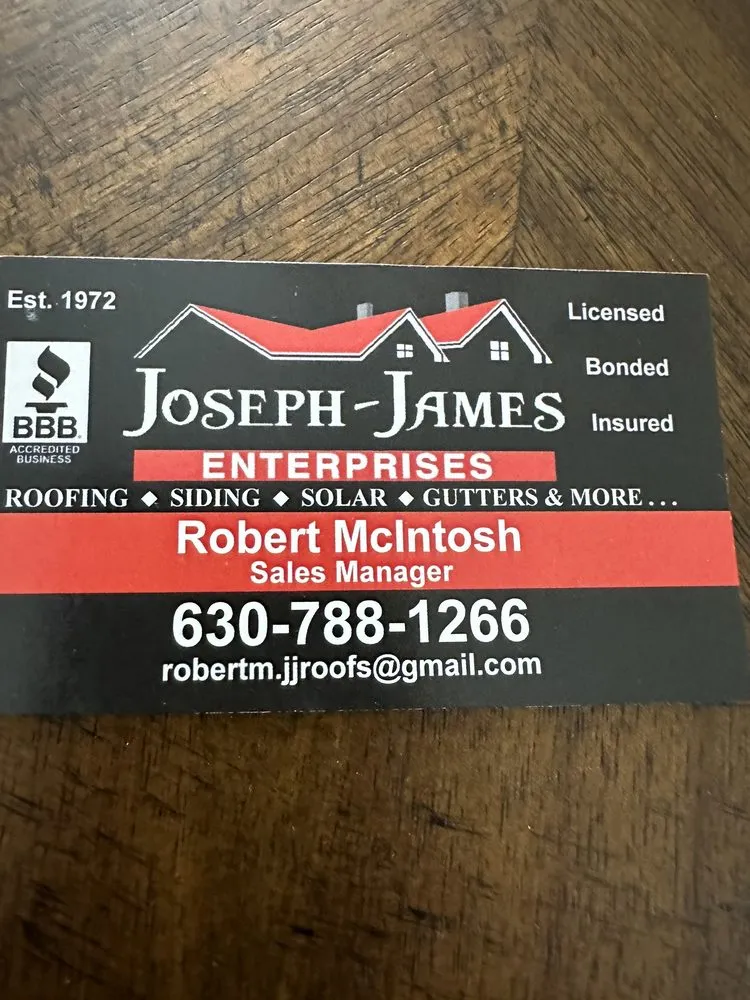 Est. 1972
Licensed
Bonded
Insured
BBB
ACCREDITED
BUSINESS
JOSEPH-JAMES
ENTERPRISES
ROOFING ◆ SIDING ◆ SOLAR ◆ GUTTERS & MORE...
Robert McIntosh
Sales Manager
630-788-1266
robertm.jjroofs@gmail.com